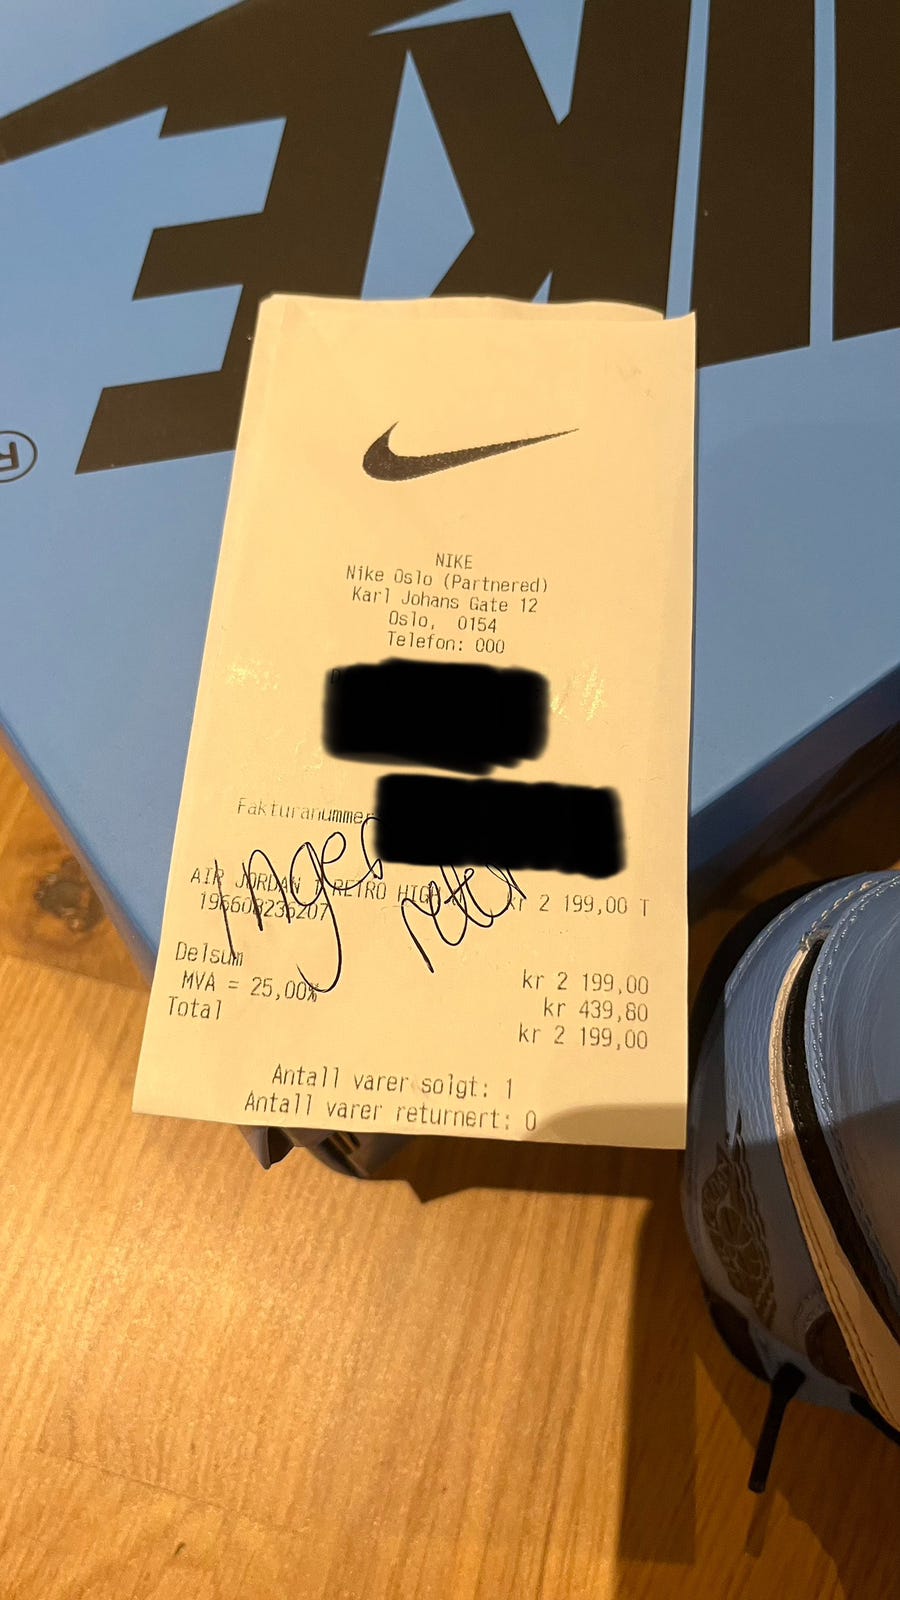 NIKE
®
NIKE
Nike Oslo (Partnered)
Karl Johans Gate 12
Oslo, 0154
Telefon: 000
Fakturanummer
Ingen retur
AIR JORDAN 1 RETRO HIGH kr 2 199,00 T
196608236207
Delsum kr 2 199,00
MVA = 25,00% kr 439,80
Total kr 2 199,00
Antall varer solgt: 1
Antall varer returnert: 0